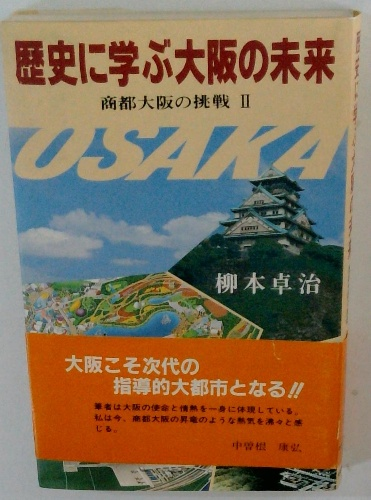 歴史に学ぶ大阪の未来
商都大阪の挑戦 II
OSAKA
柳本卓治
大阪こそ次代の
指導的大都市となる!!
著者は大阪の使命と情熱を一身に体現している。
私は今、商都大阪の昇竜のような熱気を沸々と感
じる。
中曽根 康弘